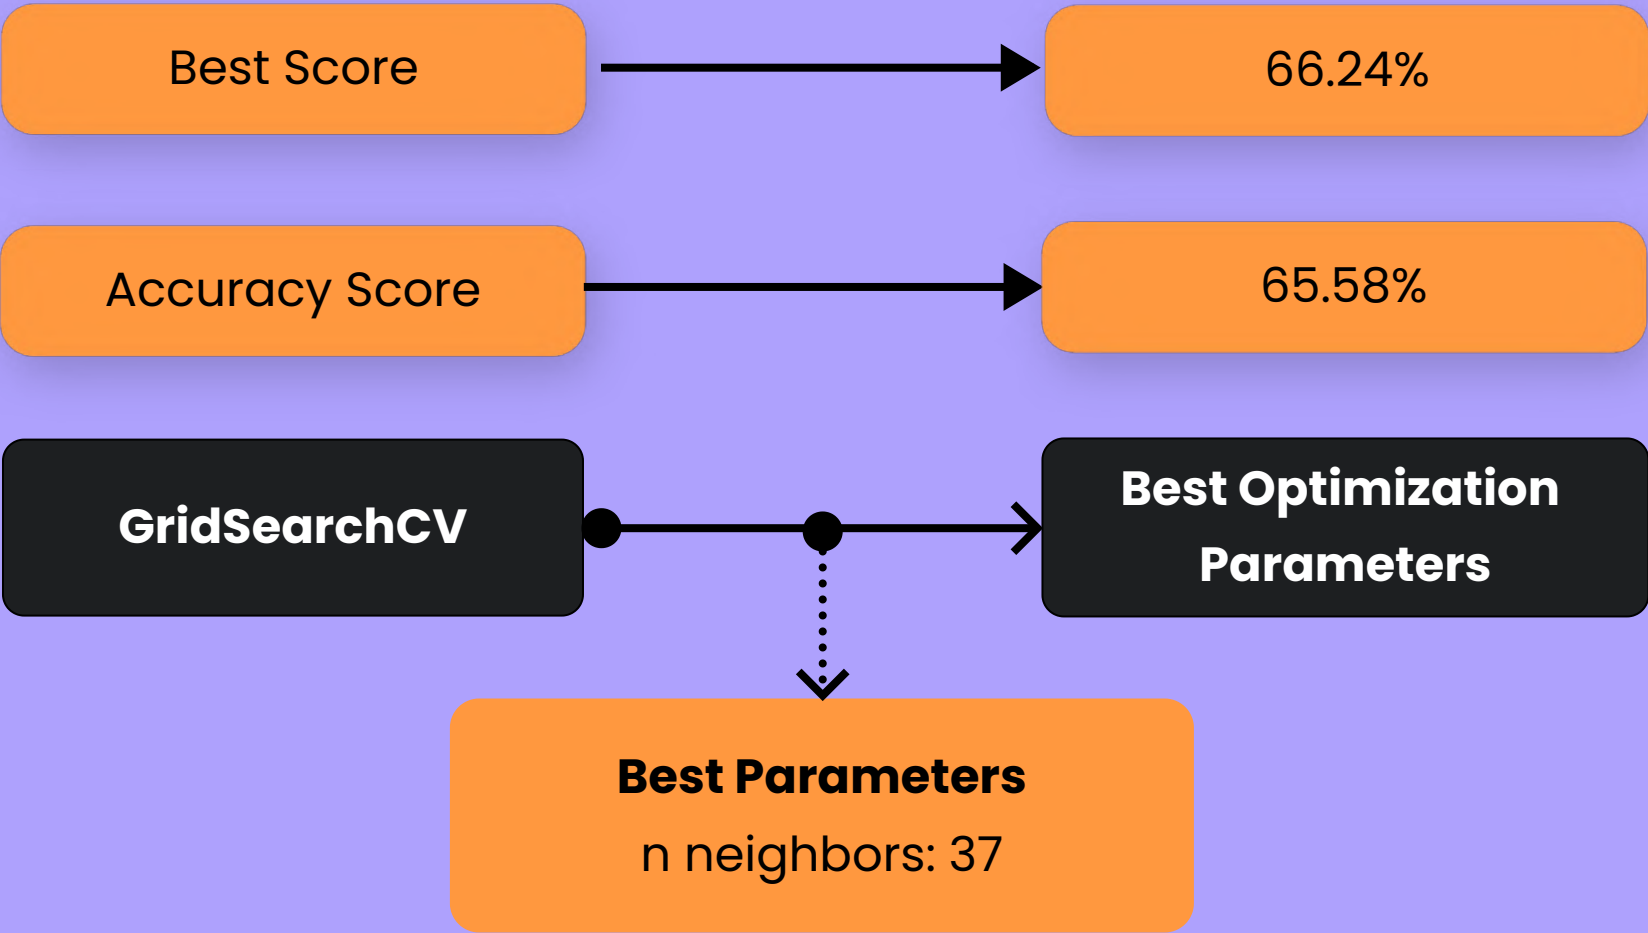 Best Score
66.24%
Accuracy Score
65.58%
GridSearchCV
Best Optimization
Parameters
Best Parameters
n neighbors: 37